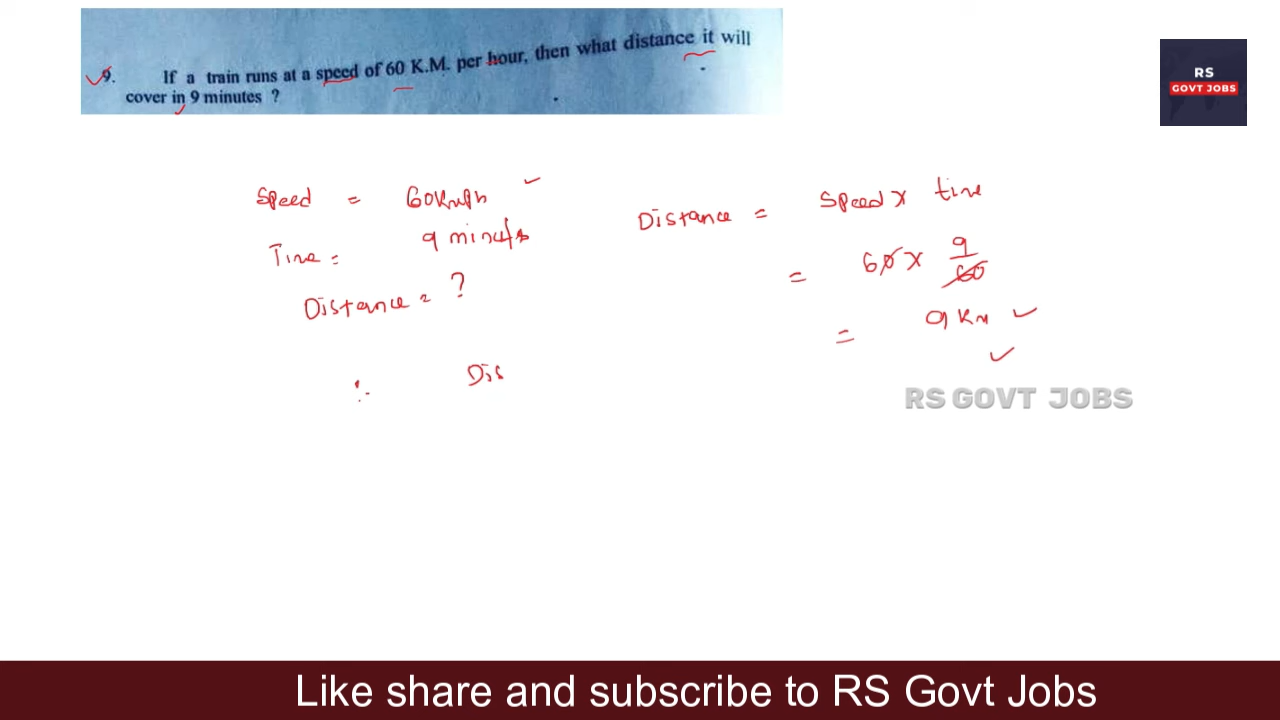 9. If a train runs at a speed of 60 K.M. per hour, then what distance it will
cover in 9 minutes ?
RS
GOVT JOBS
Speed = 60kmph
Time = 9 minuts
Distance = ?
Distance = Speed x time
= 60 x 9/60
= 9 Km
∴ Dis
RS GOVT JOBS
Like share and subscribe to RS Govt Jobs